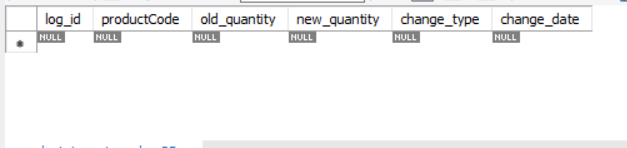 log_id productCode old_quantity new_quantity change_type change_date
NULL NULL NULL NULL NULL NULL